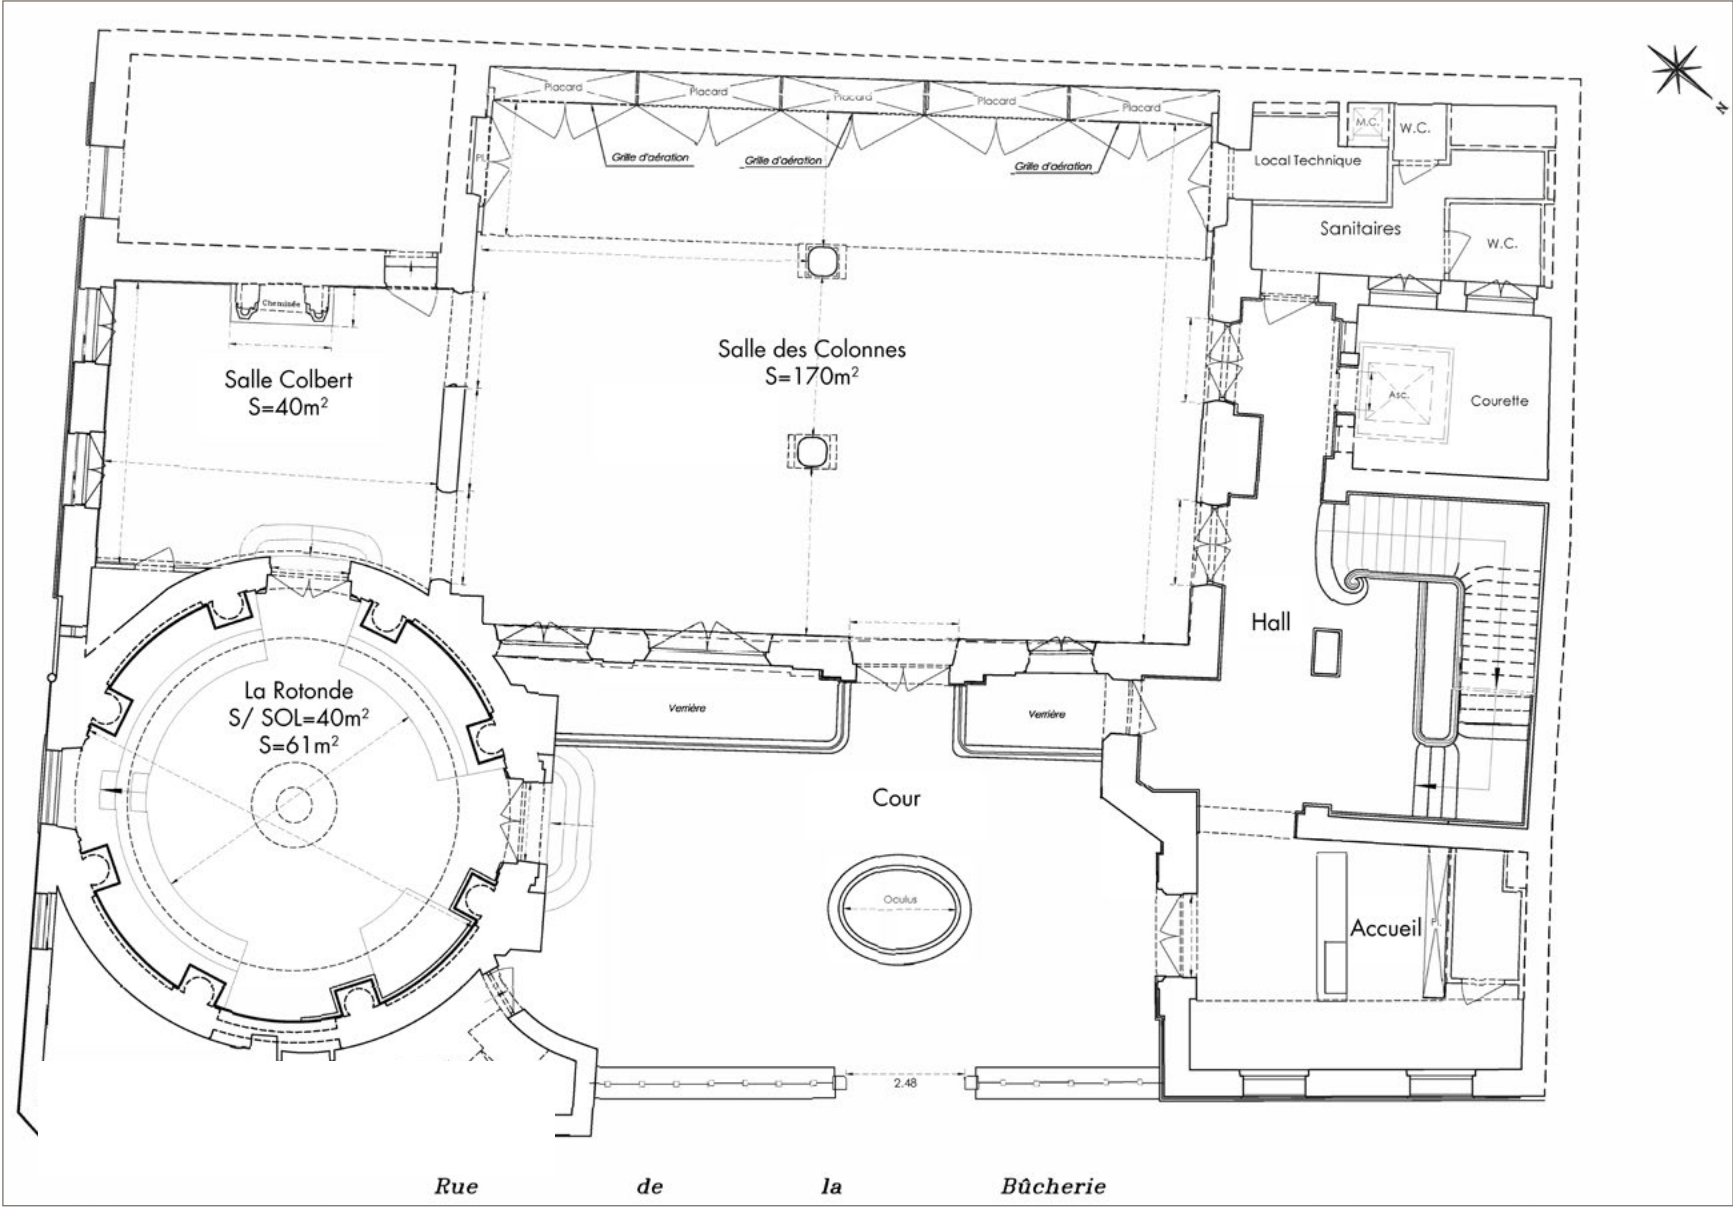 Placard
Placard
Placard
Placard
Placard
N
M.C.
W.C.
Pl.
Grille d'aération
Grille d'aération
Grille d'aération
Local Technique
Sanitaires
W.C.
Cheminée
Salle Colbert
S=40m²
Salle des Colonnes
S=170m²
Asc.
Courette
Hall
La Rotonde
S/ SOL=40m²
S=61m²
Verrière
Verrière
Cour
Oculus
Accueil
2.48
Rue de la Bûcherie